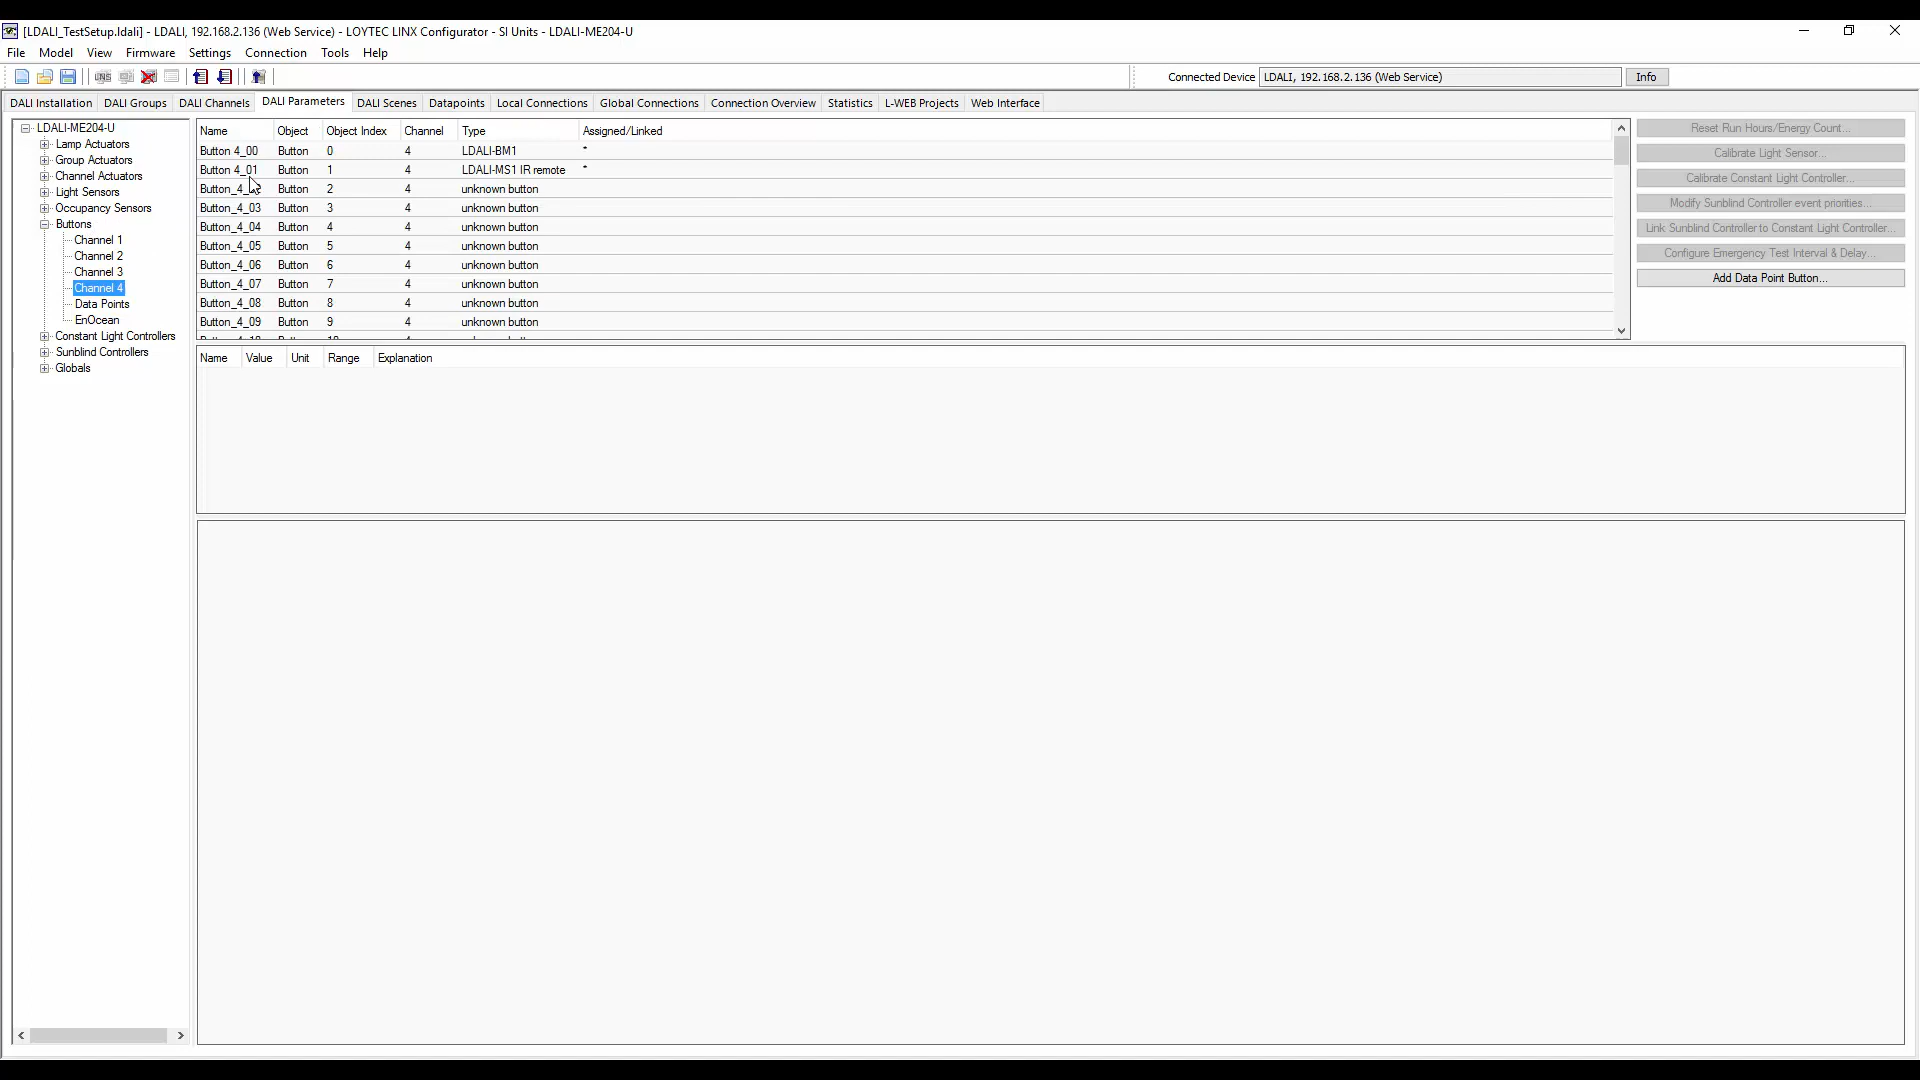 [LDALI_TestSetup.ldali] - LDALI, 192.168.2.136 (Web Service) - LOYTEC LINX Configurator - SI Units - LDALI-ME204-U
File Model View Firmware Settings Connection Tools Help
LNS
Connected Device LDALI, 192.168.2.136 (Web Service) Info
DALI Installation DALI Groups DALI Channels DALI Parameters DALI Scenes Datapoints Local Connections Global Connections Connection Overview Statistics L-WEB Projects Web Interface
LDALI-ME204-U
Lamp Actuators
Group Actuators
Channel Actuators
Light Sensors
Occupancy Sensors
Buttons
Channel 1
Channel 2
Channel 3
Channel 4
Data Points
EnOcean
Constant Light Controllers
Sunblind Controllers
Globals
Name Object Object Index Channel Type Assigned/Linked
Button 4_00 Button 0 4 LDALI-BM1 *
Button 4_01 Button 1 4 LDALI-MS1 IR remote *
Button 2 4 unknown button
Button_4_03 Button 3 4 unknown button
Button_4_04 Button 4 4 unknown button
Button_4_05 Button 5 4 unknown button
Button_4_06 Button 6 4 unknown button
Button_4_07 Button 7 4 unknown button
Button_4_08 Button 8 4 unknown button
Button_4_09 Button 9 4 unknown button
Reset Run Hours/Energy Count...
Calibrate Light Sensor...
Calibrate Constant Light Controller...
Modify Sunblind Controller event priorities...
Link Sunblind Controller to Constant Light Controller...
Configure Emergency Test Interval & Delay...
Add Data Point Button...
Name Value Unit Range Explanation